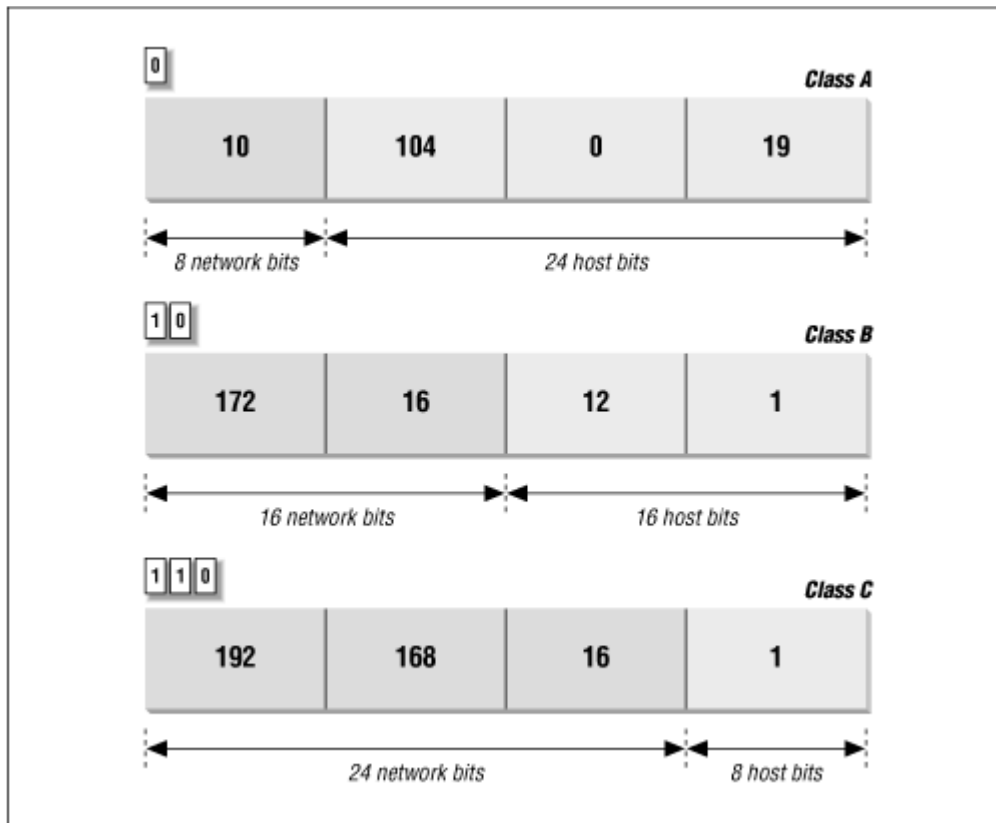 0
Class A
10 104 0 19
8 network bits 24 host bits
1 0
Class B
172 16 12 1
16 network bits 16 host bits
1 1 0
Class C
192 168 16 1
24 network bits 8 host bits